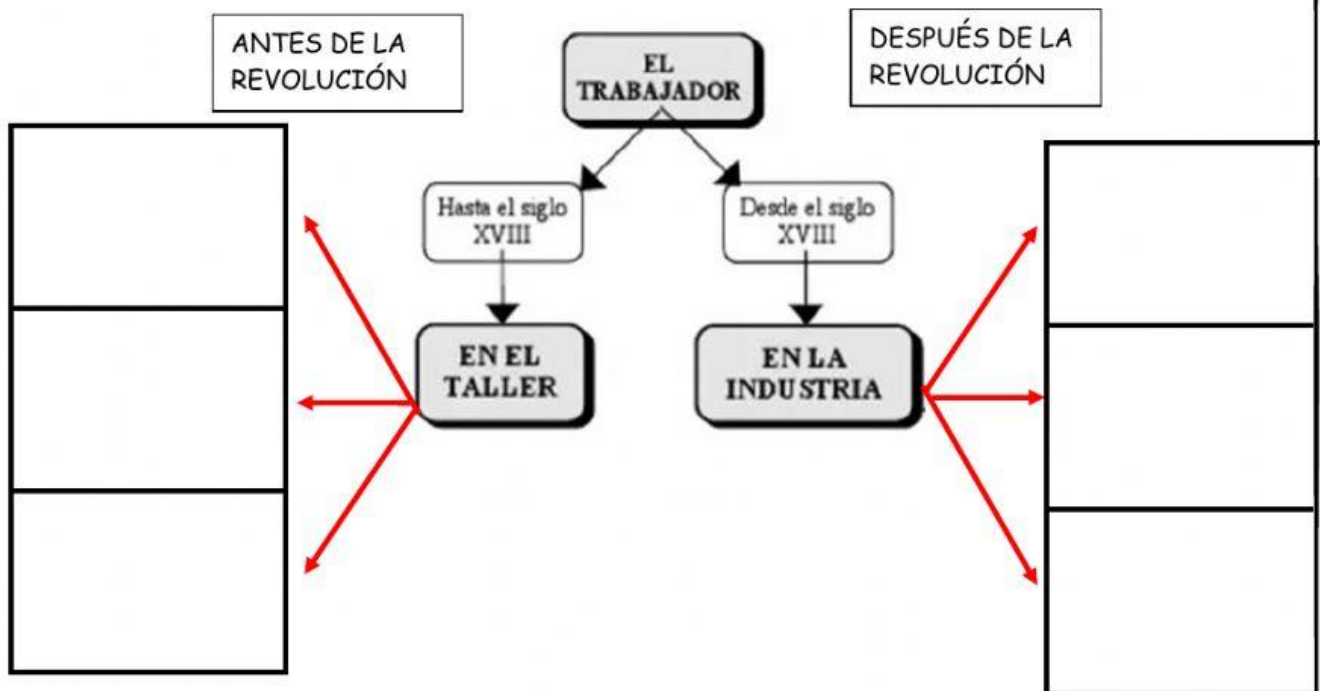 ANTES DE LA
REVOLUCIÓN
EL
TRABAJADOR
DESPUÉS DE LA
REVOLUCIÓN
Hasta el siglo
XVIII
Desde el siglo
XVIII
EN EL
TALLER
EN LA
INDUSTRIA